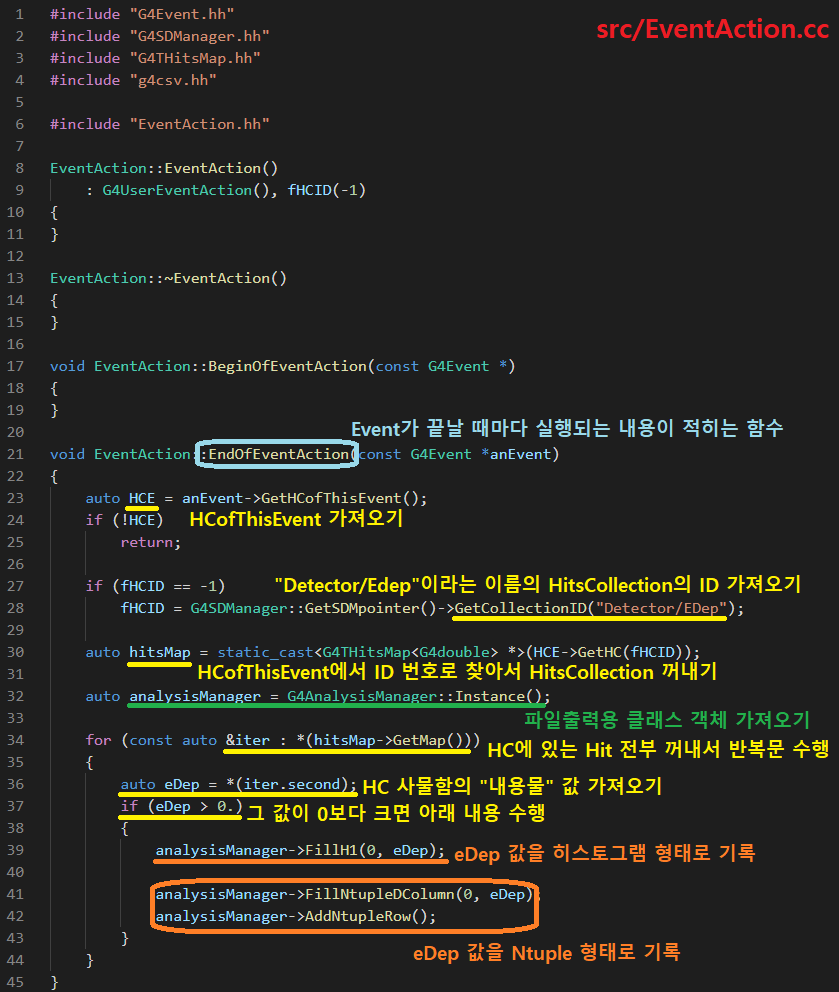 1 #include "G4Event.hh"
src/EventAction.cc
2 #include "G4SDManager.hh"
3 #include "G4THitsMap.hh"
4 #include "g4csv.hh"
5
6 #include "EventAction.hh"
7
8 EventAction::EventAction()
9 : G4UserEventAction(), fHCID(-1)
10 {
11 }
12
13 EventAction::~EventAction()
14 {
15 }
16
17 void EventAction::BeginOfEventAction(const G4Event *)
18 {
19 }
20
Event가 끝날 때마다 실행되는 내용이 적히는 함수
21 void EventAction::EndOfEventAction(const G4Event *anEvent)
22 {
23 auto HCE = anEvent->GetHCofThisEvent();
24 if (!HCE)
HCofThisEvent 가져오기
25 return;
26
27 if (fHCID == -1)
"Detector/Edep"이라는 이름의 HitsCollection의 ID 가져오기
28 fHCID = G4SDManager::GetSDMpointer()->GetCollectionID("Detector/EDep");
29
30 auto hitsMap = static_cast<G4THitsMap<G4double> *>(HCE->GetHC(fHCID));
31
HCofThisEvent에서 ID 번호로 찾아서 HitsCollection 꺼내기
32 auto analysisManager = G4AnalysisManager::Instance();
33
파일출력용 클래스 객체 가져오기
34 for (const auto &iter : *(hitsMap->GetMap()))
HC에 있는 Hit 전부 꺼내서 반복문 수행
35 {
36 auto eDep = *(iter.second);
HC 사물함의 "내용물" 값 가져오기
37 if (eDep > 0.)
그 값이 0보다 크면 아래 내용 수행
38 {
39 analysisManager->FillH1(0, eDep);
eDep 값을 히스토그램 형태로 기록
40
41 analysisManager->FillNtupleDColumn(0, eDep);
42 analysisManager->AddNtupleRow();
43 }
eDep 값을 Ntuple 형태로 기록
44 }
45 }